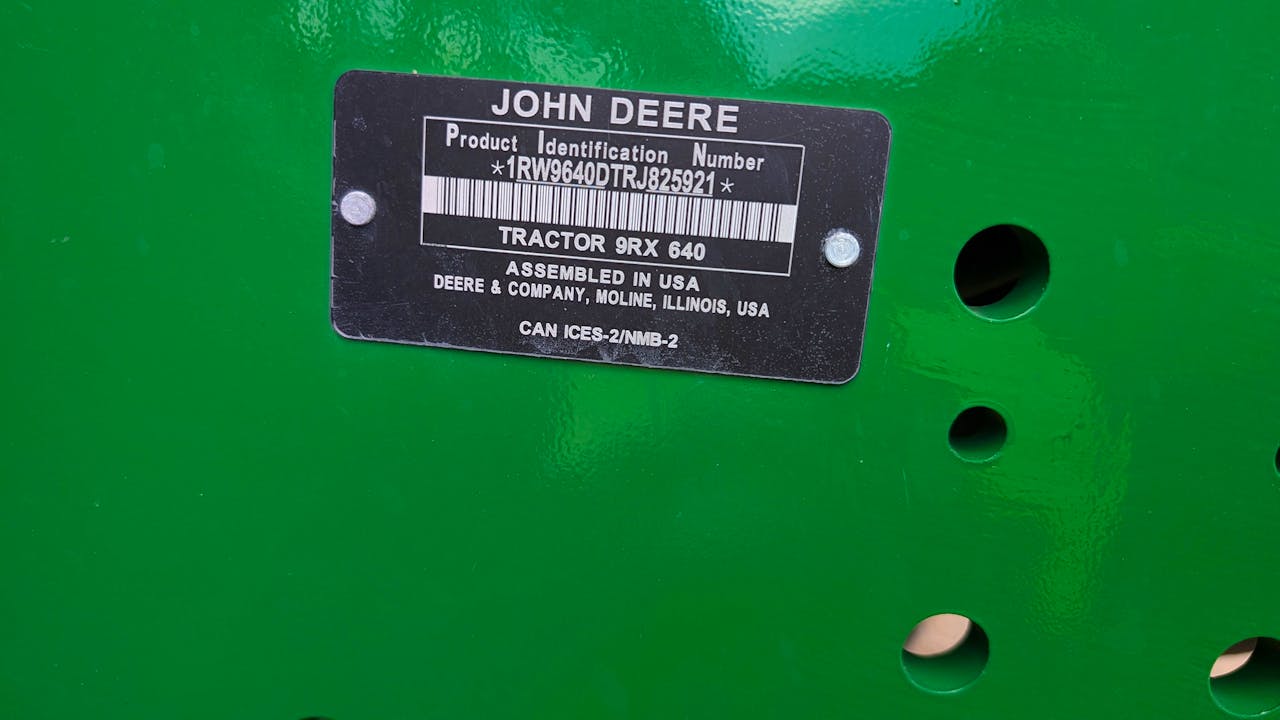 JOHN DEERE
Product Identification Number
*1RW9640DTRJ825921*
TRACTOR 9RX 640
ASSEMBLED IN USA
DEERE & COMPANY, MOLINE, ILLINOIS, USA
CAN ICES-2/NMB-2